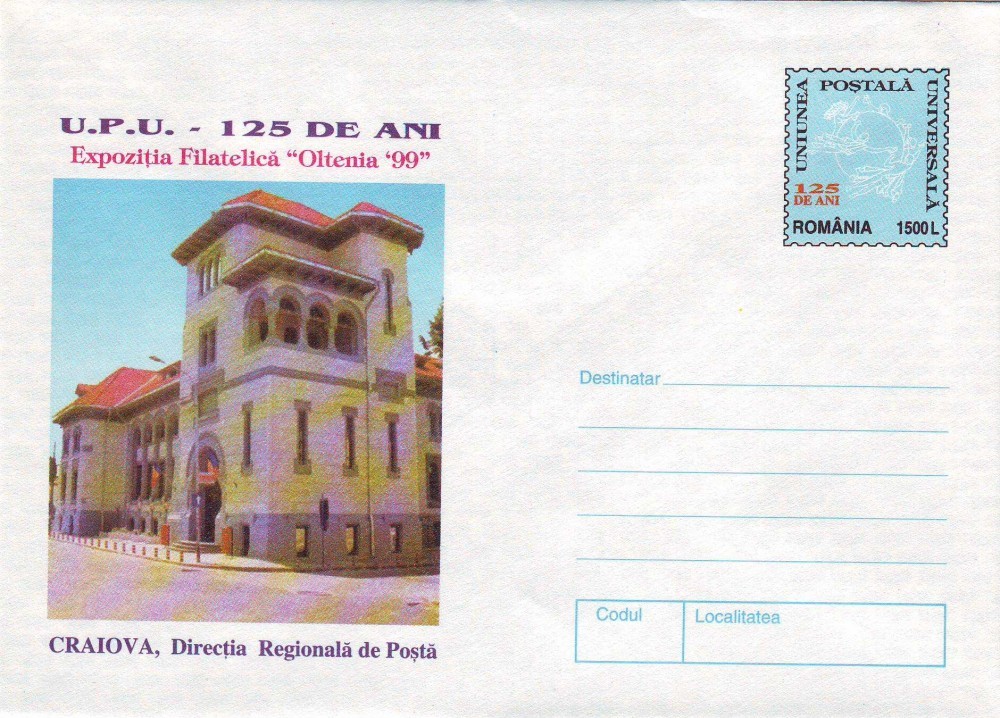 U.P.U. - 125 DE ANI
Expoziția Filatelică “Oltenia ‘99”
CRAIOVA, Direcția Regională de Poștă
UNIUNEA
POȘTALĂ
UNIVERSALĂ
125
DE ANI
ROMÂNIA 1500 L
Destinatar
Codul
Localitatea